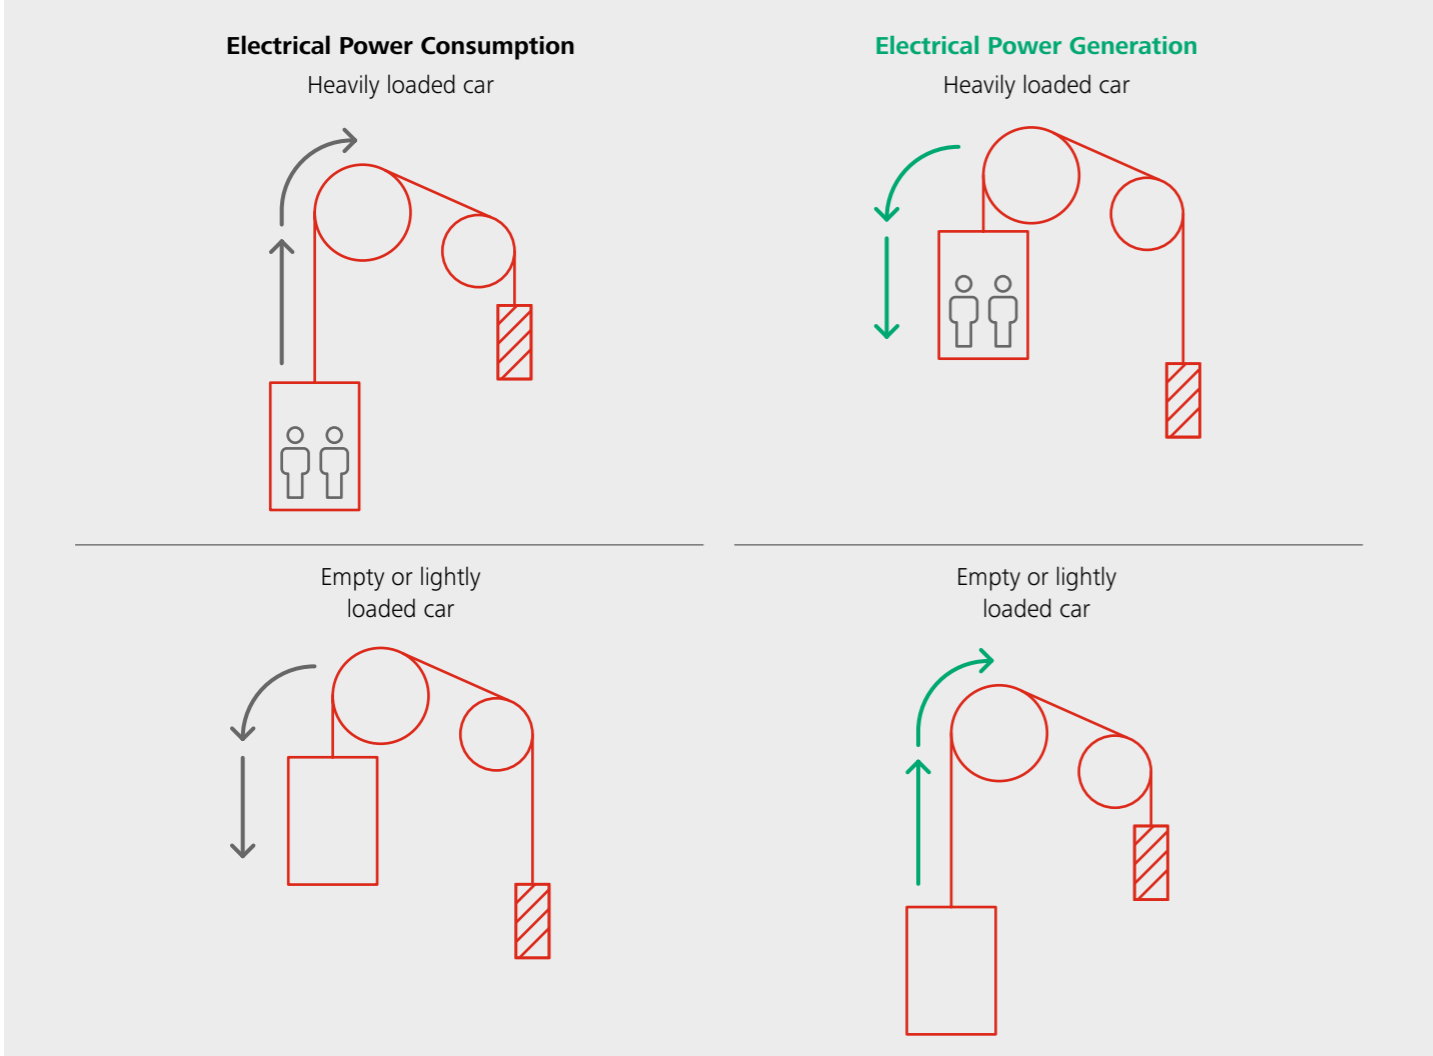 Electrical Power Consumption
Heavily loaded car
Electrical Power Generation
Heavily loaded car
Empty or lightly
loaded car
Empty or lightly
loaded car